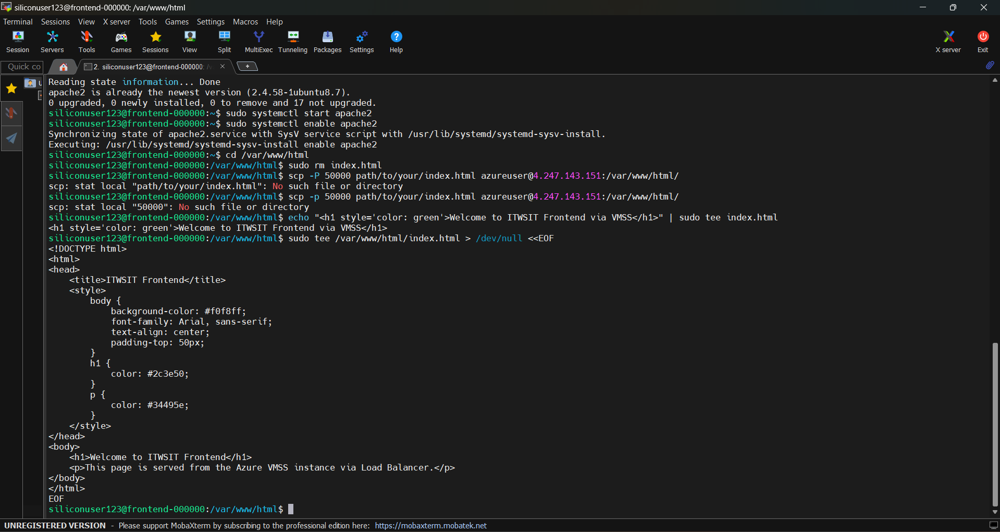 siliconuser123@frontend-000000: /var/www/html
Terminal Sessions View X server Tools Games Settings Macros Help
Session Servers Tools Games Sessions View Split MultiExec Tunneling Packages Settings Help X server Exit
Quick co
2. siliconuser123@frontend-000000:
Reading state information... Done
apache2 is already the newest version (2.4.58-1ubuntu8.7).
0 upgraded, 0 newly installed, 0 to remove and 17 not upgraded.
siliconuser123@frontend-000000:~$ sudo systemctl start apache2
siliconuser123@frontend-000000:~$ sudo systemctl enable apache2
Synchronizing state of apache2.service with SysV service script with /usr/lib/systemd/systemd-sysv-install.
Executing: /usr/lib/systemd/systemd-sysv-install enable apache2
siliconuser123@frontend-000000:~$ cd /var/www/html
siliconuser123@frontend-000000:/var/www/html$ sudo rm index.html
siliconuser123@frontend-000000:/var/www/html$ scp -P 50000 path/to/your/index.html azureuser@4.247.143.151:/var/www/html/
scp: stat local "path/to/your/index.html": No such file or directory
siliconuser123@frontend-000000:/var/www/html$ scp -p 50000 path/to/your/index.html azureuser@4.247.143.151:/var/www/html/
scp: stat local "50000": No such file or directory
siliconuser123@frontend-000000:/var/www/html$ echo "<h1 style='color: green'>Welcome to ITWSIT Frontend via VMSS</h1>" | sudo tee index.html
<h1 style='color: green'>Welcome to ITWSIT Frontend via VMSS</h1>
siliconuser123@frontend-000000:/var/www/html$ sudo tee /var/www/html/index.html > /dev/null <<EOF
<!DOCTYPE html>
<html>
<head>
    <title>ITWSIT Frontend</title>
    <style>
        body {
            background-color: #f0f8ff;
            font-family: Arial, sans-serif;
            text-align: center;
            padding-top: 50px;
        }
        h1 {
            color: #2c3e50;
        }
        p {
            color: #34495e;
        }
    </style>
</head>
<body>
    <h1>Welcome to ITWSIT Frontend</h1>
    <p>This page is served from the Azure VMSS instance via Load Balancer.</p>
</body>
</html>
EOF
siliconuser123@frontend-000000:/var/www/html$
UNREGISTERED VERSION - Please support MobaXterm by subscribing to the professional edition here: https://mobaxterm.mobatek.net